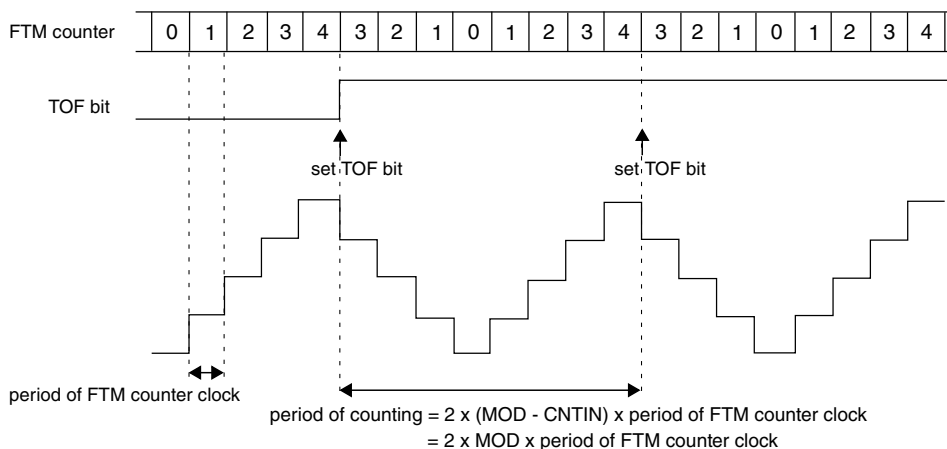 FTM counter 0 1 2 3 4 3 2 1 0 1 2 3 4 3 2 1 0 1 2 3 4
TOF bit
set TOF bit set TOF bit
period of FTM counter clock
period of counting = 2 x (MOD - CNTIN) x period of FTM counter clock
= 2 x MOD x period of FTM counter clock